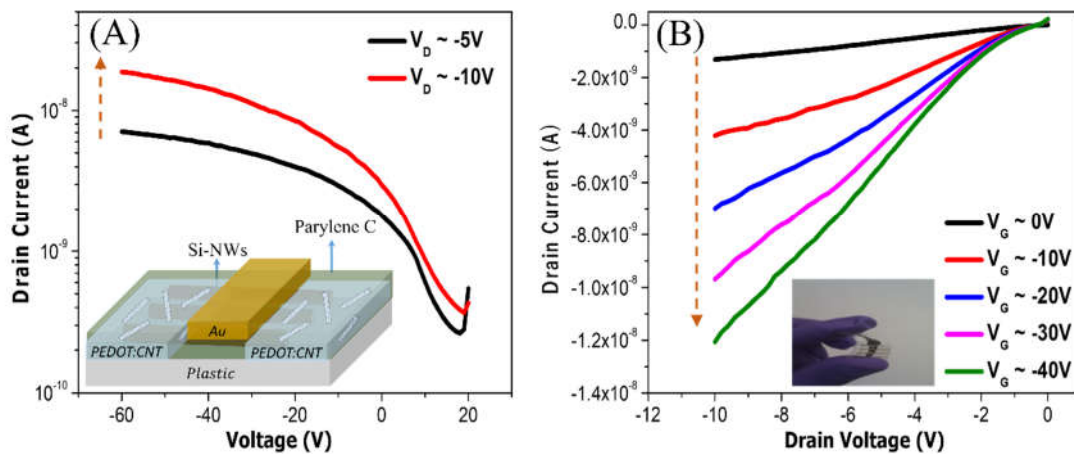 (A)
V_D ~ -5V
V_D ~ -10V
Drain Current (A)
10^-8
10^-9
10^-10
Si-NWs
Parylene C
Au
PEDOT:CNT
PEDOT:CNT
Plastic
-60
-40
-20
0
20
Voltage (V)
(B)
Drain Current (A)
0.0
-2.0x10^-9
-4.0x10^-9
-6.0x10^-9
-8.0x10^-9
-1.0x10^-8
-1.2x10^-8
-1.4x10^-8
V_G ~ 0V
V_G ~ -10V
V_G ~ -20V
V_G ~ -30V
V_G ~ -40V
-12
-10
-8
-6
-4
-2
0
Drain Voltage (V)